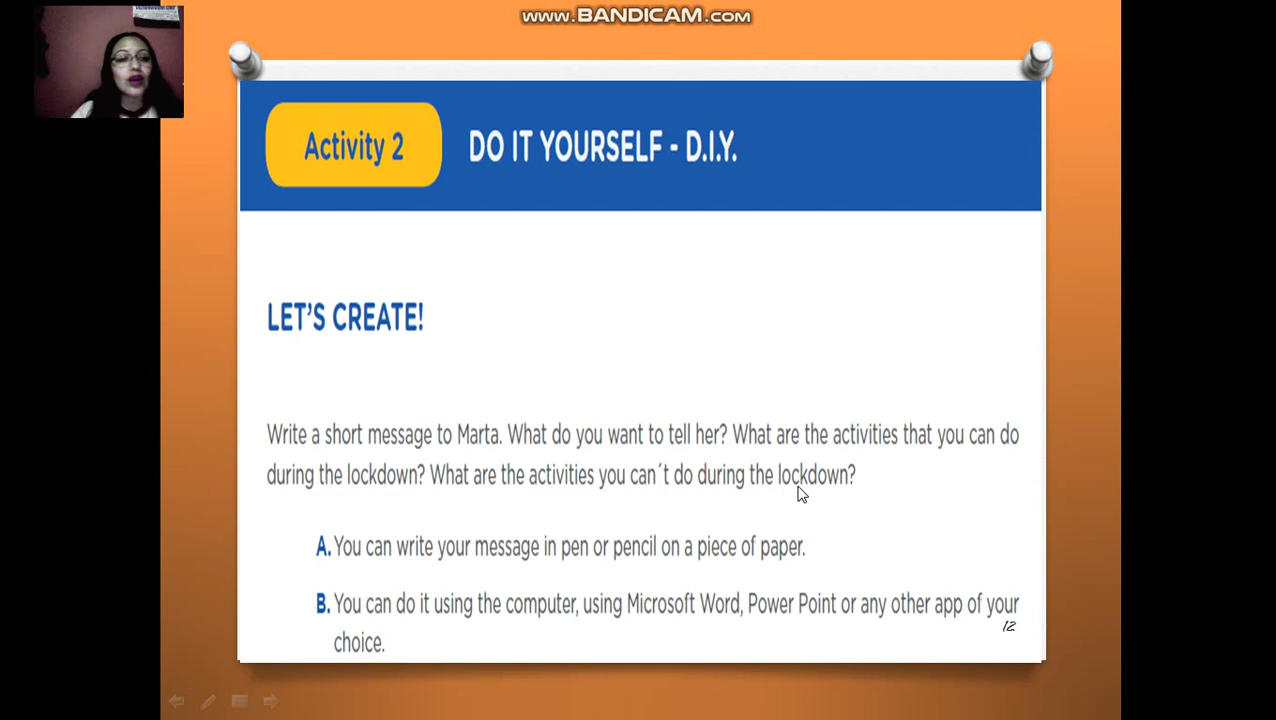 www.BANDICAM.com
Activity 2
DO IT YOURSELF - D.I.Y.
LET'S CREATE!
Write a short message to Marta. What do you want to tell her? What are the activities that you can do
during the lockdown? What are the activities you can´t do during the lockdown?
A. You can write your message in pen or pencil on a piece of paper.
B. You can do it using the computer, using Microsoft Word, Power Point or any other app of your
choice.
12